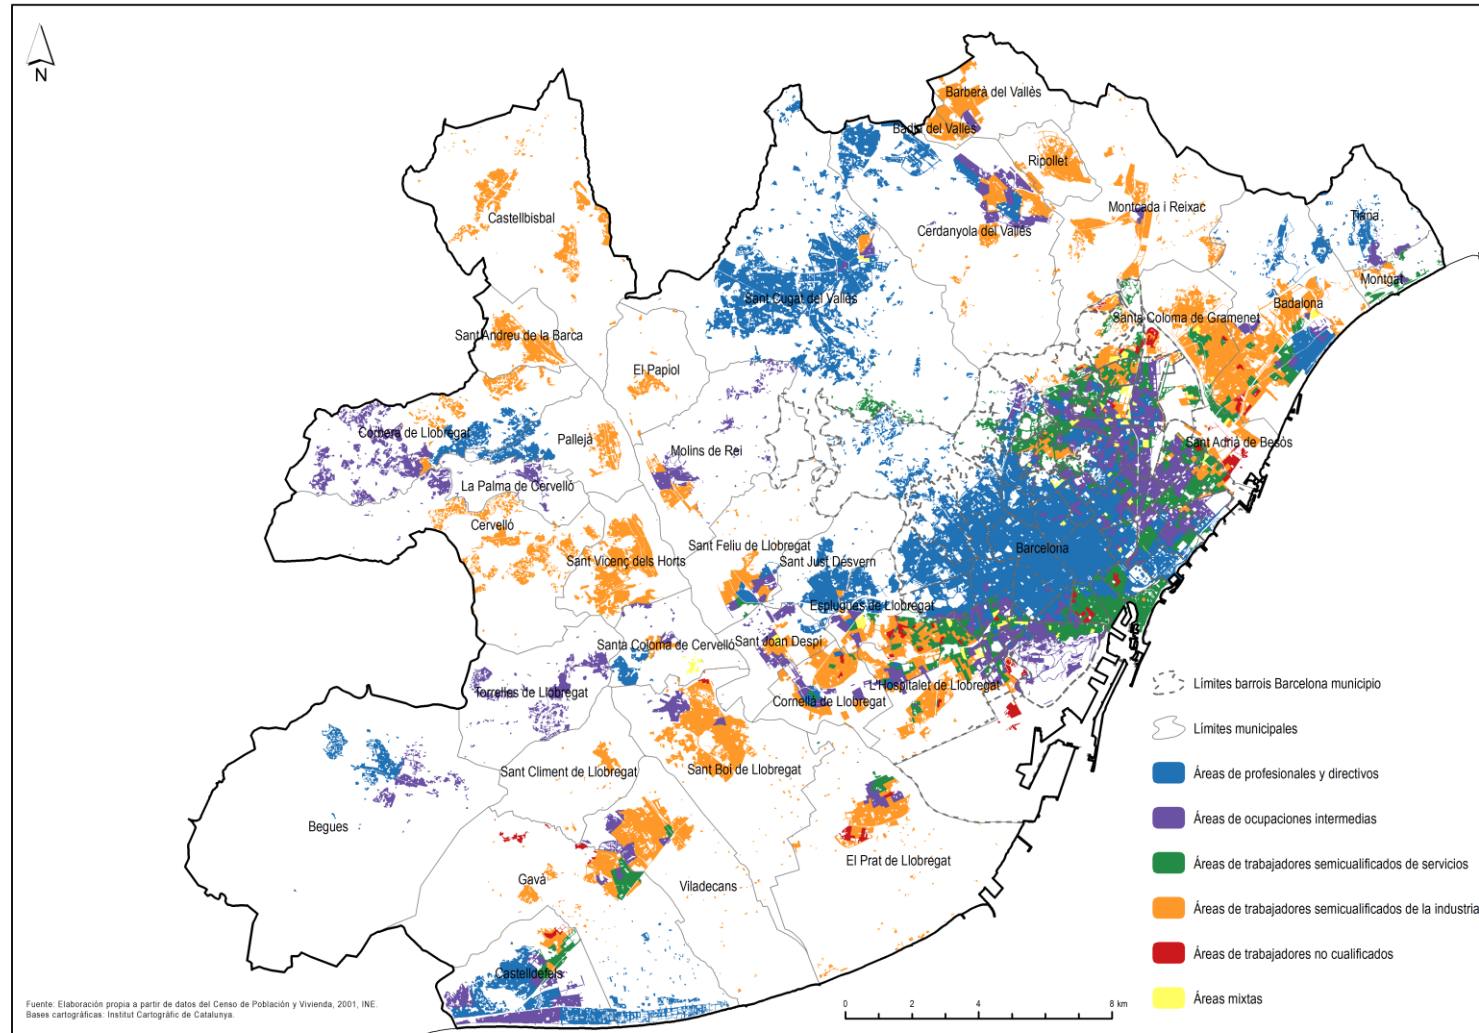 N
Barberà del Vallès
Badia del Vallès
Ripollet
Castellbisbal
Montcada i Reixac
Tiana
Cerdanyola del Vallès
Montgat
Sant Cugat del Vallès
Badalona
Santa Coloma de Gramenet
Sant Andreu de la Barca
El Papiol
Corbera de Llobregat
Pallejà
Molins de Rei
Sant Adrià de Besòs
La Palma de Cervelló
Cervelló
Sant Feliu de Llobregat
Barcelona
Sant Vicenç dels Horts
Sant Just Desvern
Esplugues de Llobregat
Santa Coloma de Cervelló
Sant Joan Despí
L'Hospitalet de Llobregat
Torrelles de Llobregat
Cornellà de Llobregat
Sant Climent de Llobregat
Sant Boi de Llobregat
Begues
El Prat de Llobregat
Gavà
Viladecans
Castelldefels
Límites barrios Barcelona municipio
Límites municipales
Áreas de profesionales y directivos
Áreas de ocupaciones intermedias
Áreas de trabajadores semicualificados de servicios
Áreas de trabajadores semicualificados de la industria
Áreas de trabajadores no cualificados
Áreas mixtas
0 2 4 8 km
Fuente: Elaboración propia a partir de datos del Censo de Población y Vivienda, 2001, INE.
Bases cartográficas: Institut Cartogràfic de Catalunya.